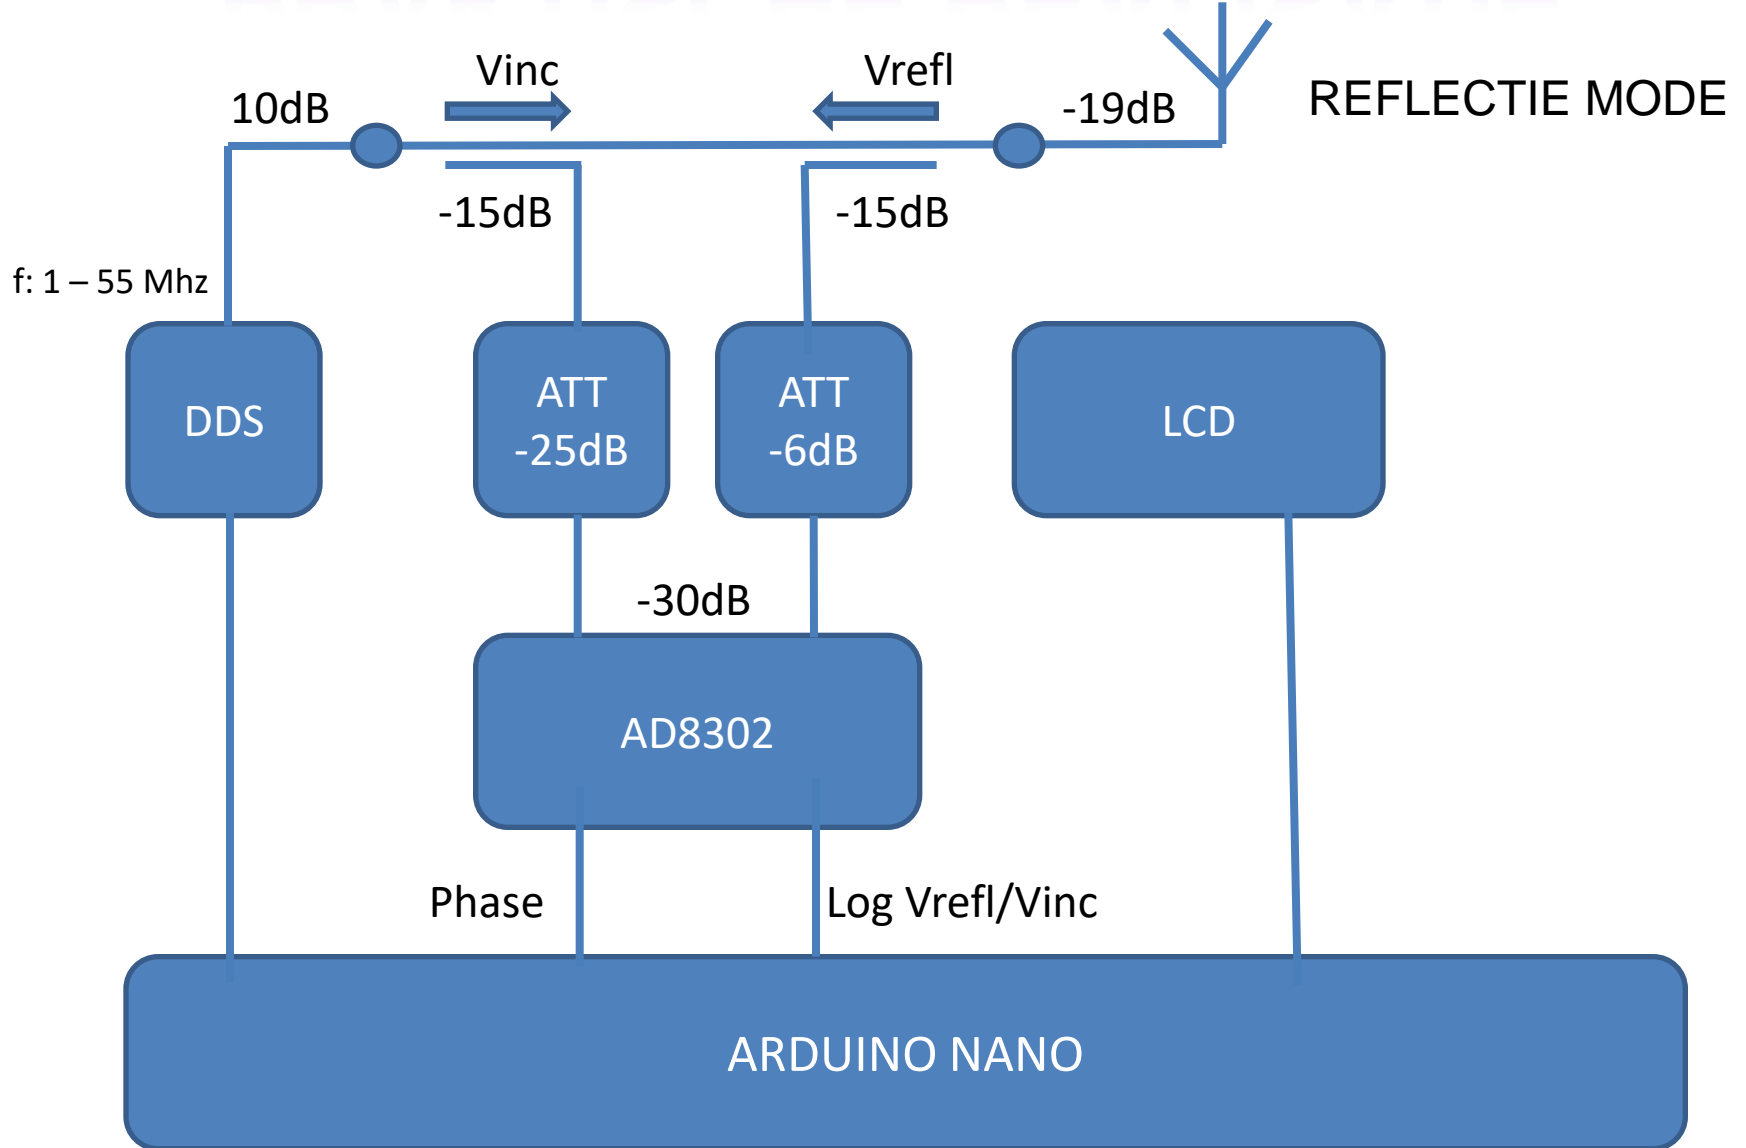 Vinc
Vrefl
10dB
-19dB
REFLECTIE MODE
-15dB
-15dB
f: 1 – 55 Mhz
DDS
ATT
-25dB
ATT
-6dB
LCD
-30dB
AD8302
Phase
Log Vrefl/Vinc
ARDUINO NANO